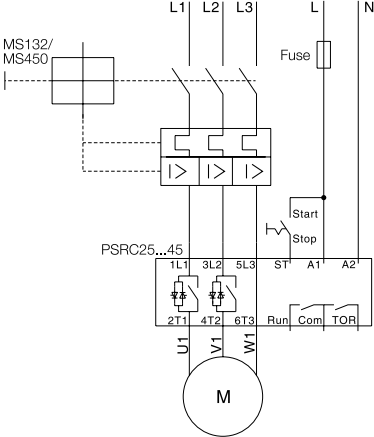 L1 L2 L3 L N
MS132/
MS450
Fuse
I> I> I>
Start
Stop
PSRC25...45
1L1 3L2 5L3 ST A1 A2
2T1 4T2 6T3 Run Com TOR
U1 V1 W1
M